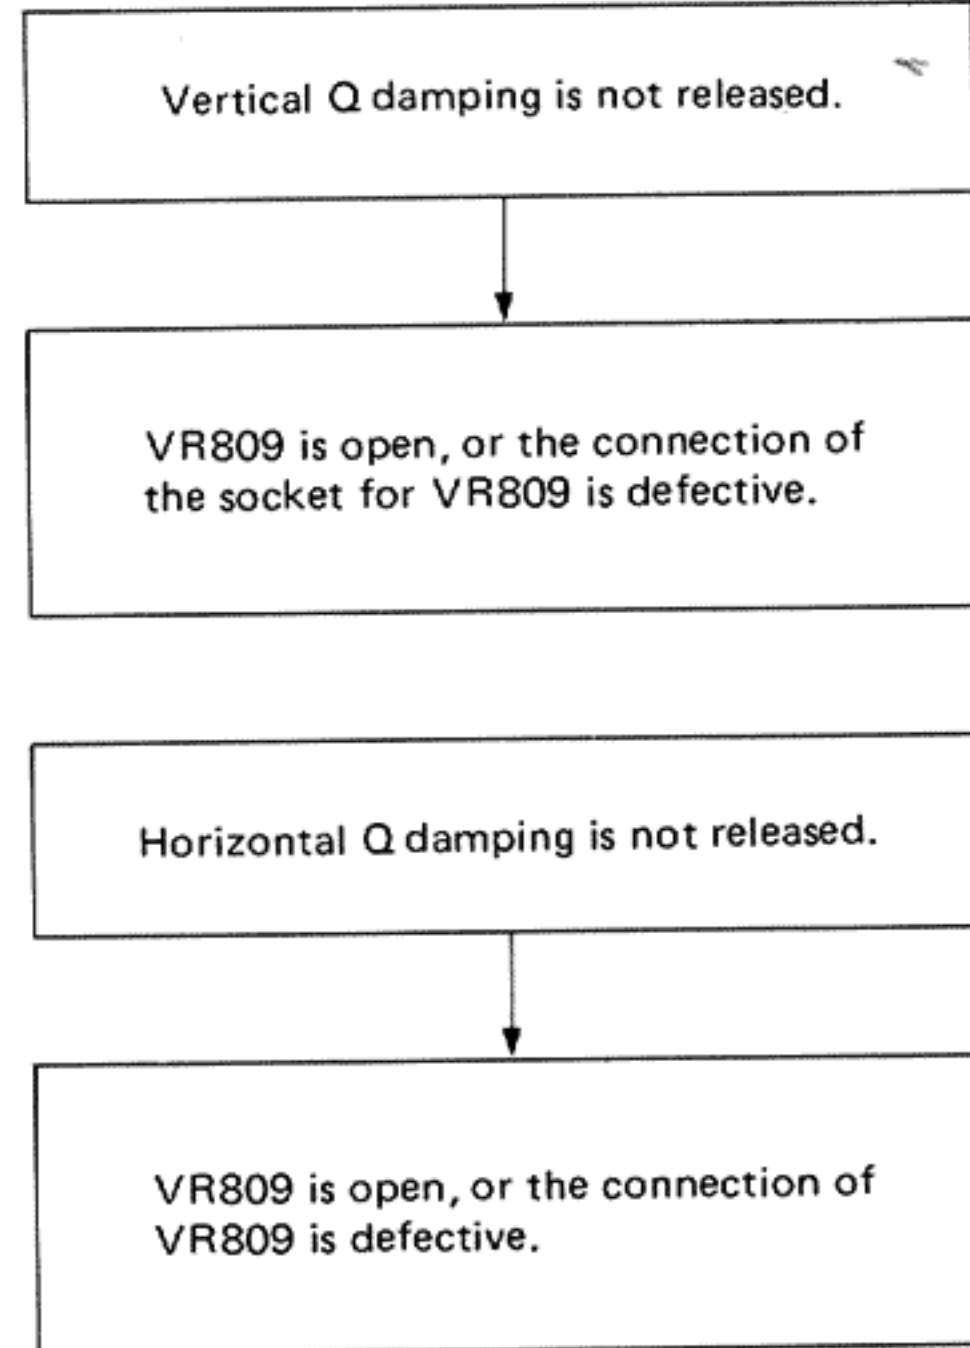 Vertical Q damping is not released.
VR809 is open, or the connection of
the socket for VR809 is defective.
Horizontal Q damping is not released.
VR809 is open, or the connection of
VR809 is defective.